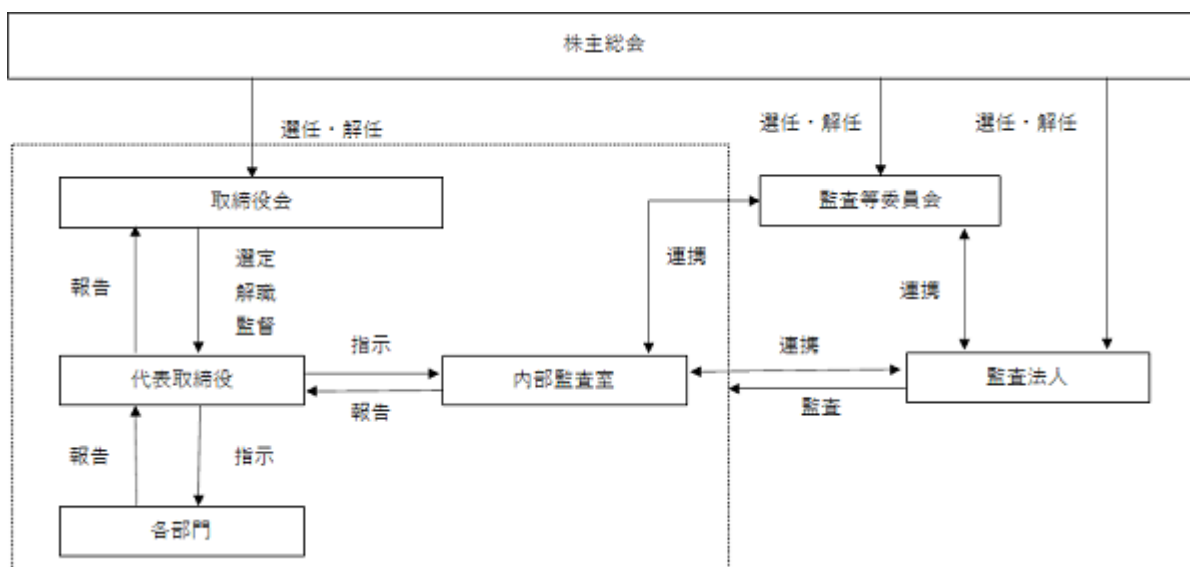 株主総会
選任・解任
選任・解任
選任・解任
取締役会
監査等委員会
報告
選定
解職
監督
連携
連携
指示
連携
代表取締役
内部監査室
監査法人
報告
監査
報告
指示
各部門